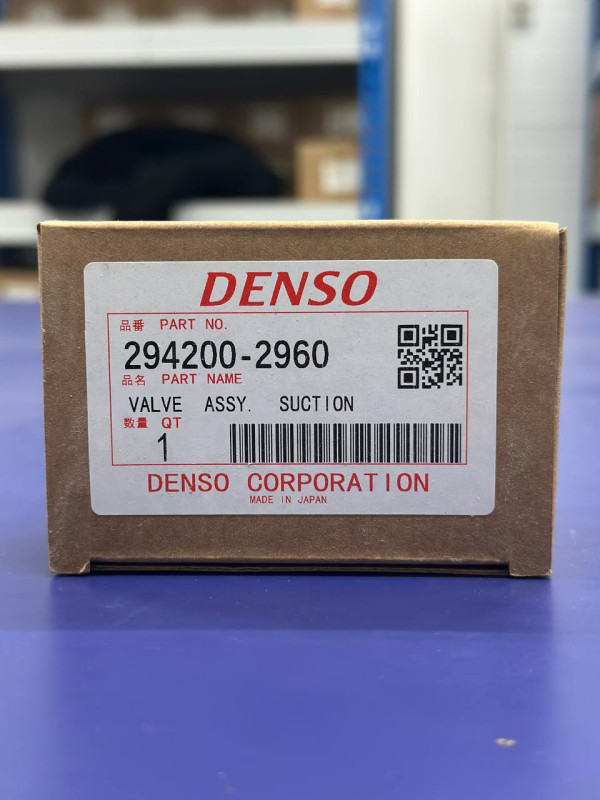 DENSO
品番 PART NO.
294200-2960
品名 PART NAME
VALVE ASSY. SUCTION
数量 QT
1
DENSO CORPORATION
MADE IN JAPAN